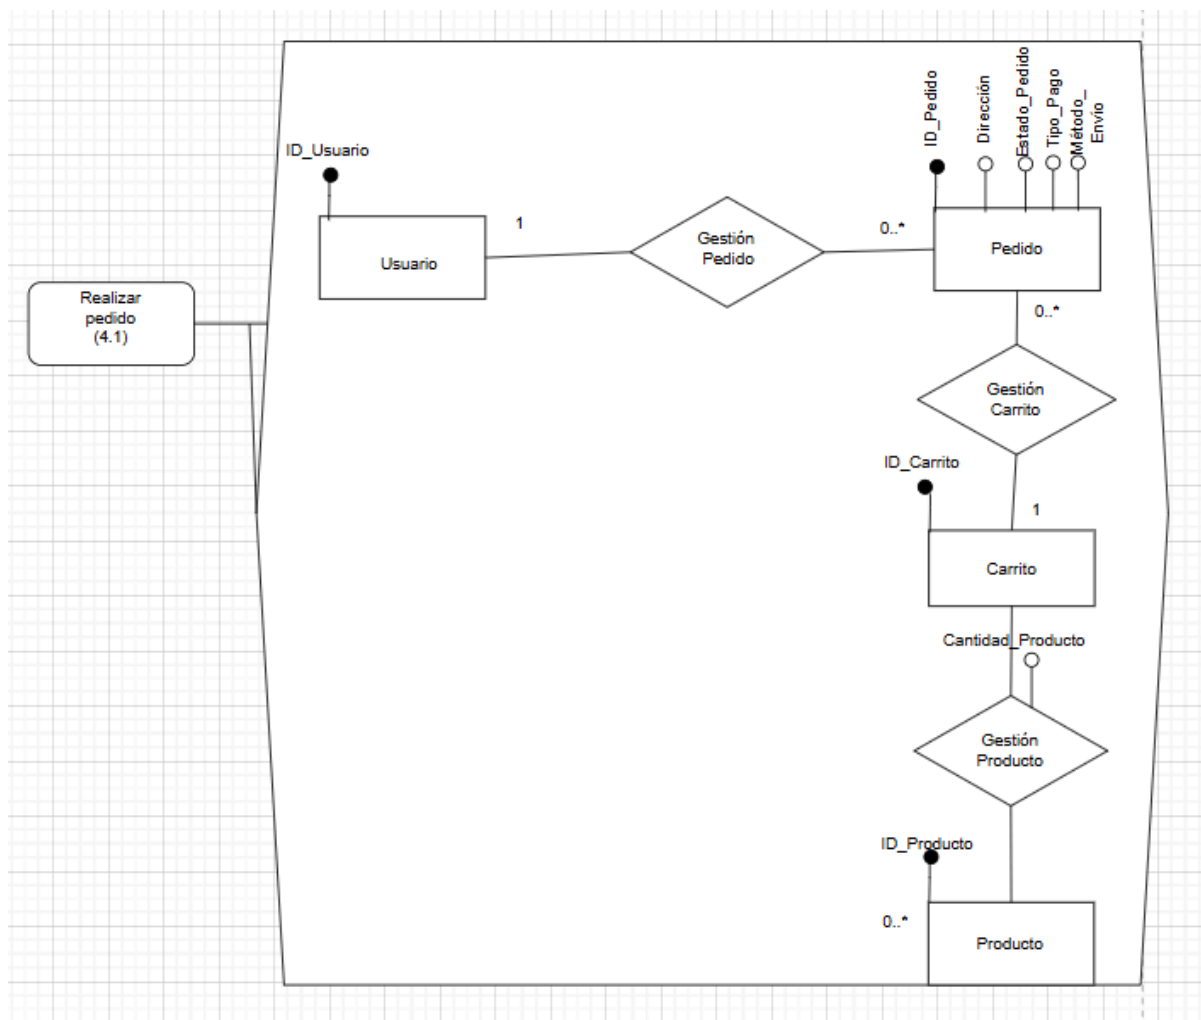 ID_Pedido
Dirección
Estado_Pedido
Tipo_Pago
Método_
Envío
ID_Usuario
1
0..*
Gestión
Pedido
Usuario
Pedido
Realizar
pedido
(4.1)
0..*
Gestión
Carrito
ID_Carrito
1
Carrito
Cantidad_Producto
Gestión
Producto
ID_Producto
0..*
Producto